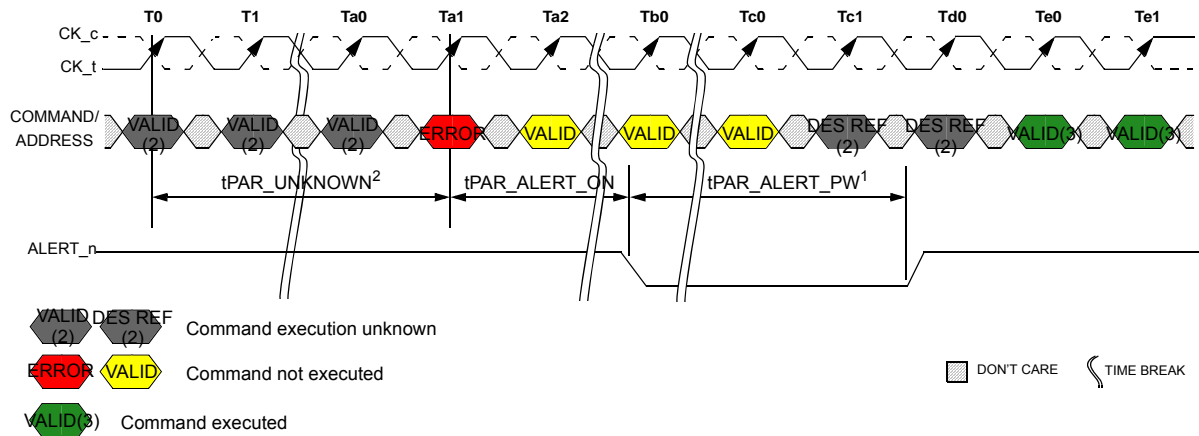 T0 T1 Ta0 Ta1 Ta2 Tb0 Tc0 Tc1 Td0 Te0 Te1
CK_c
CK_t
COMMAND/
ADDRESS
VALID (2) VALID (2) VALID (2) ERROR VALID VALID VALID DES REF (2) DES REF (2) VALID(3) VALID(3)
tPAR_UNKNOWN2 tPAR_ALERT_ON tPAR_ALERT_PW1
ALERT_n
VALID (2) DES REF (2) Command execution unknown
ERROR VALID Command not executed
DON'T CARE TIME BREAK
VALID(3) Command executed